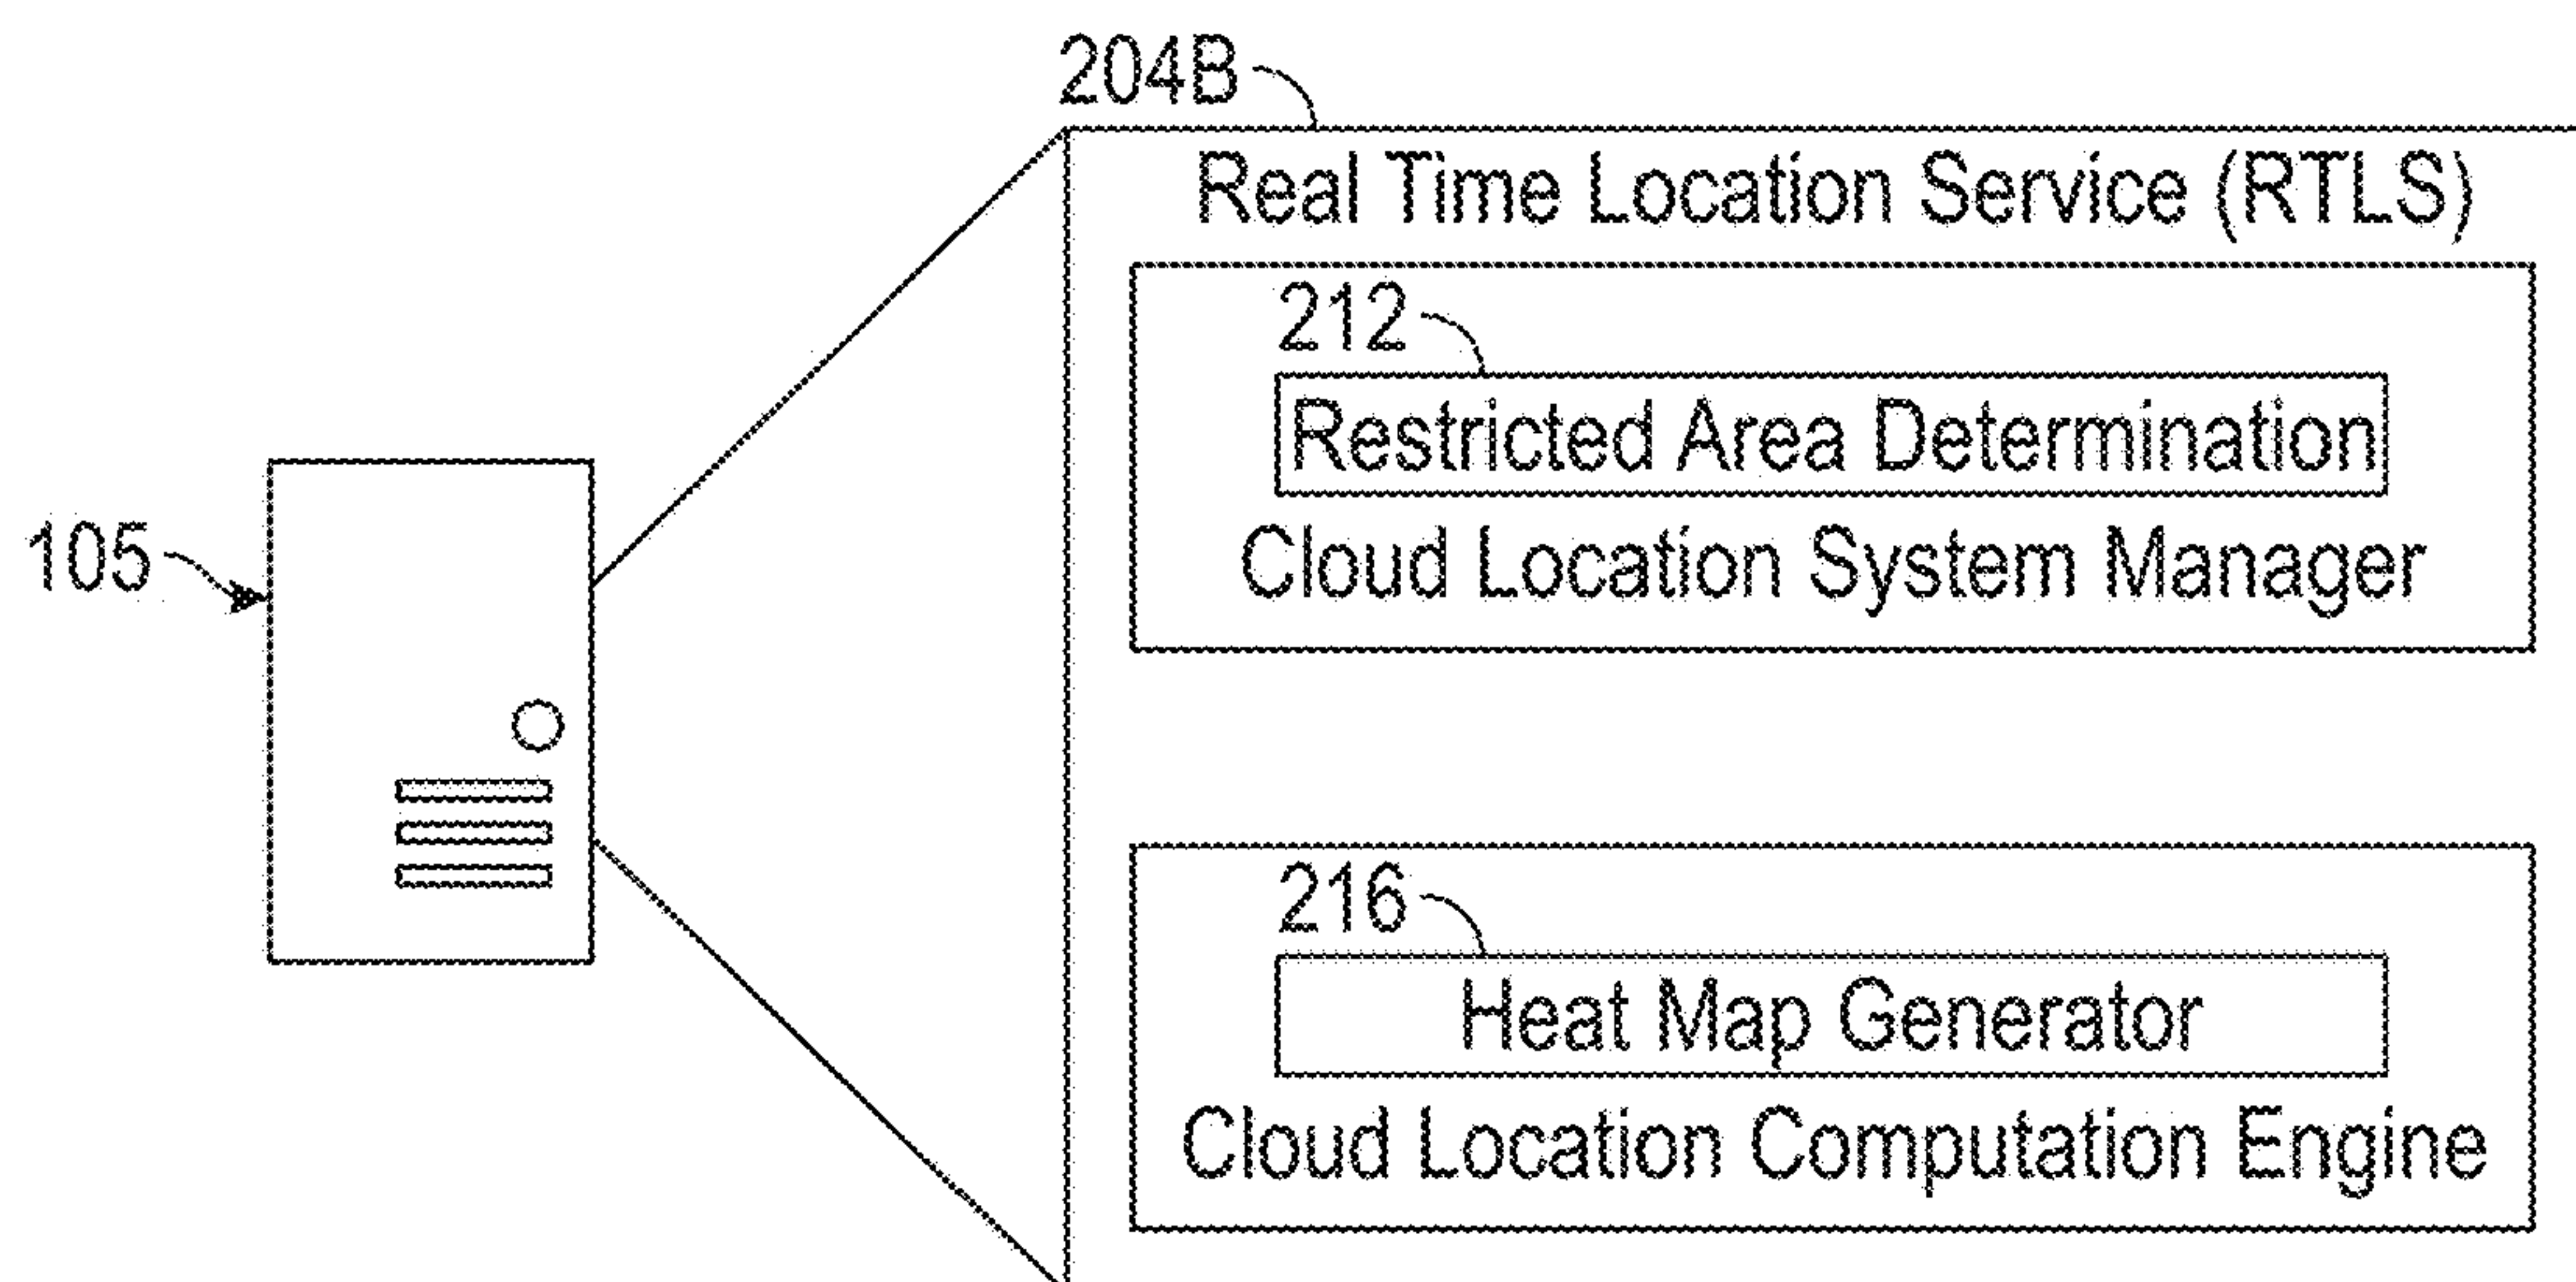 204B
Real Time Location Service (RTLS)
212
Restricted Area Determination
Cloud Location System Manager
105
216
Heat Map Generator
Cloud Location Computation Engine